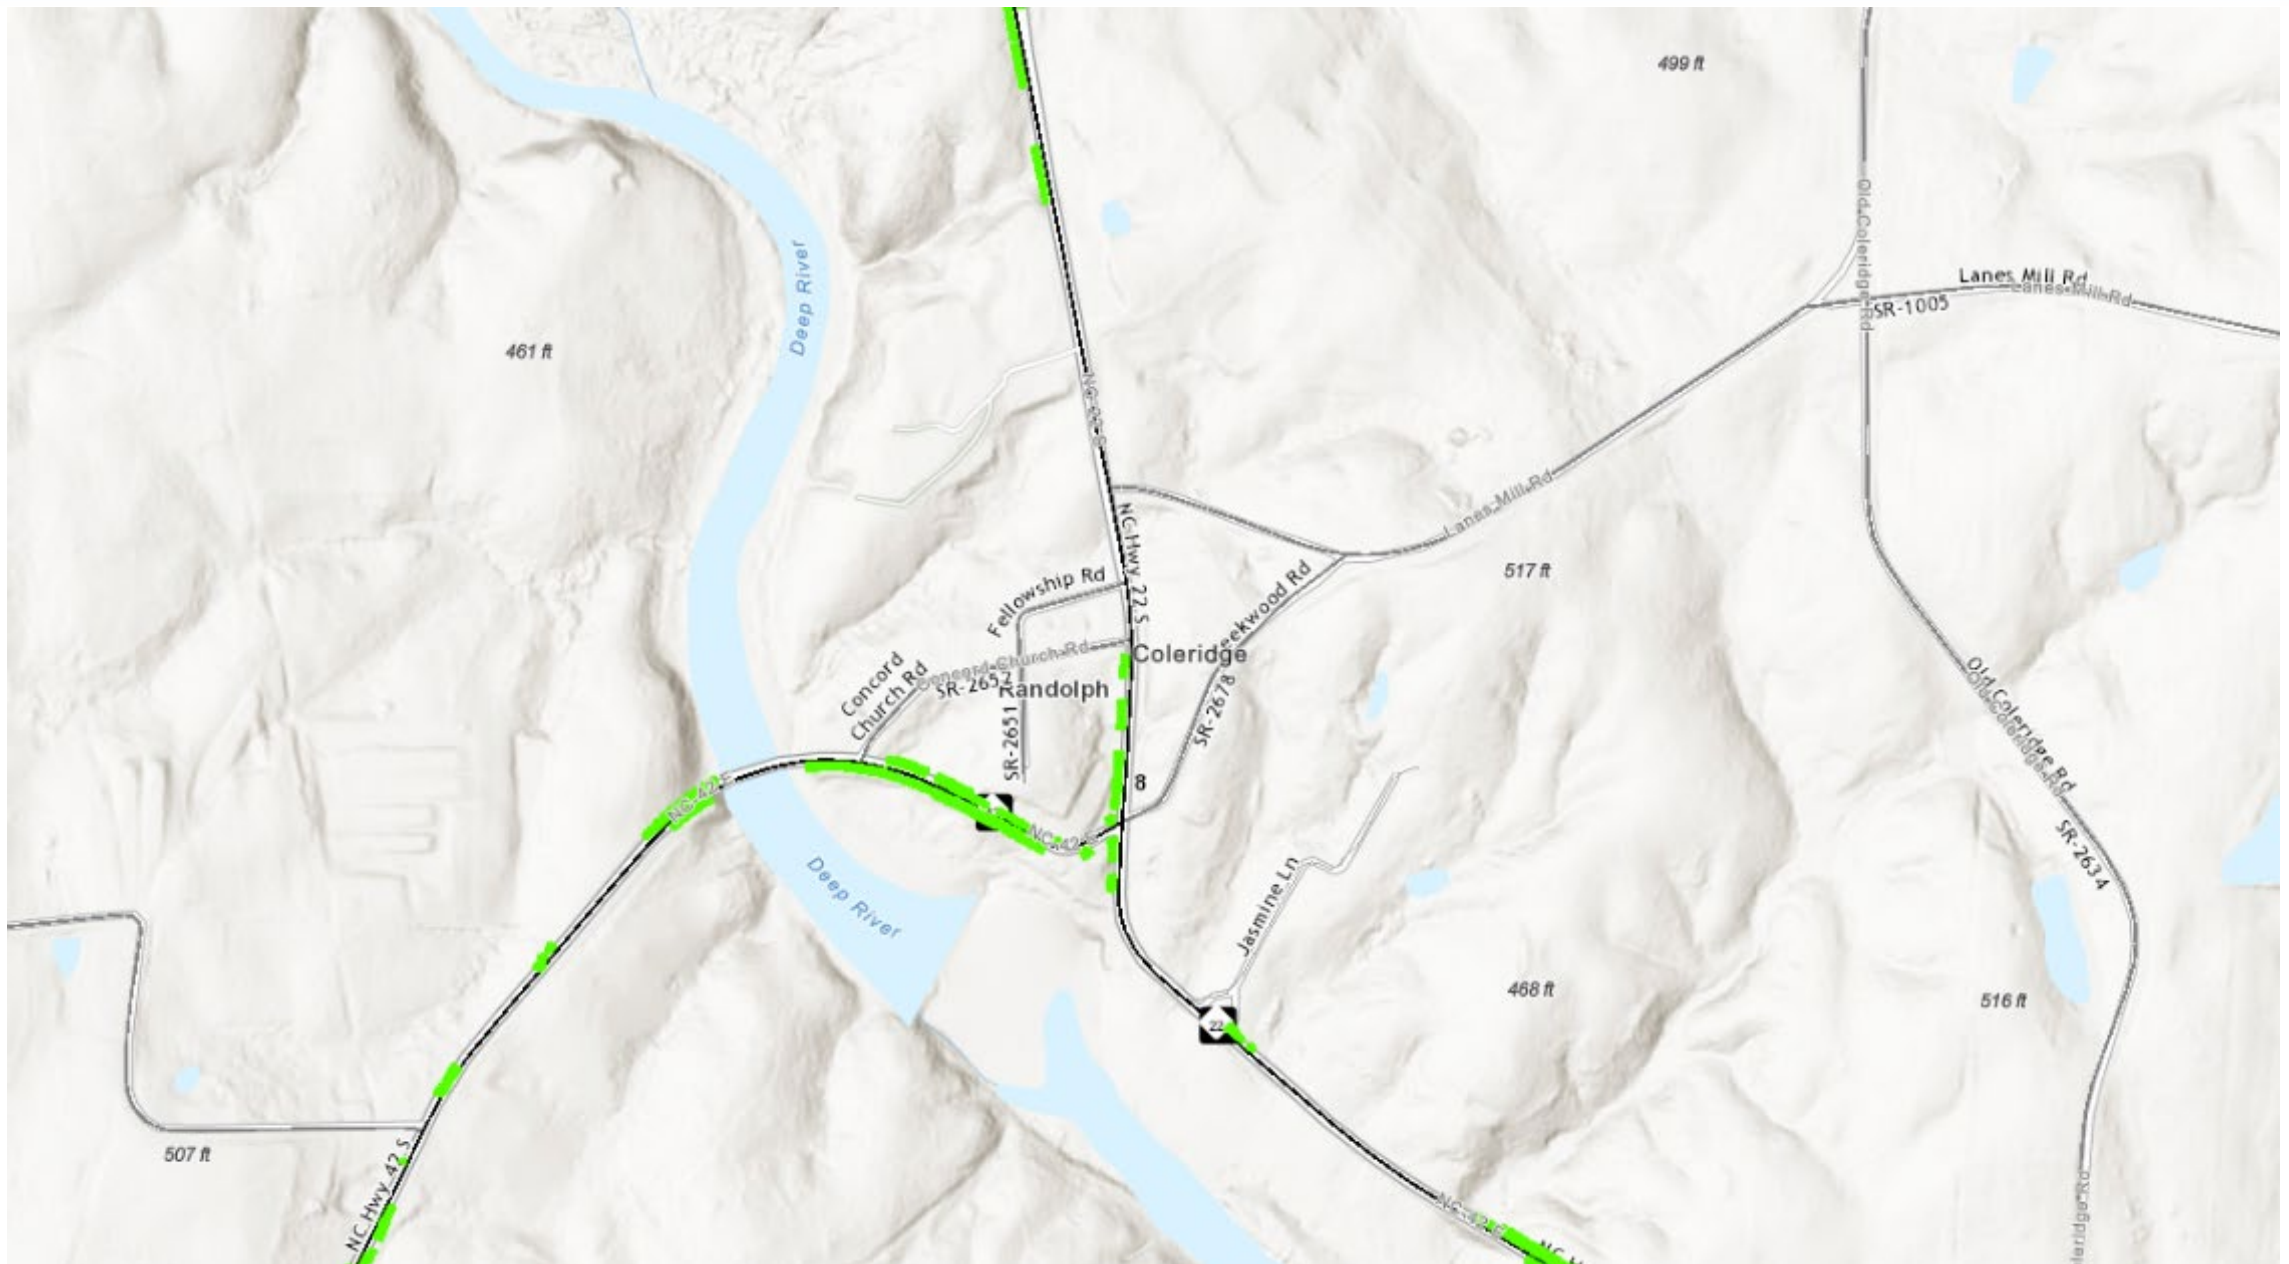 499 ft
Old Coleridge Rd
Deep River
Lanes Mill Rd
Lanes Mill Rd
SR-1005
461 ft
NC-22 S
Lanes Mill Rd
NC Hwy 22 S
517 ft
Fellowship Rd
Coleridge
Concord
Church Rd
Concord Church Rd
SR-2652
Randolph
SR-2651
SR-2678
Old Coleridge Rd
NC-42 E
8
NC-42 E
SR-2634
Deep River
Jasmine Ln
468 ft
516 ft
22
507 ft
NC Hwy 42 S
NC-42 E